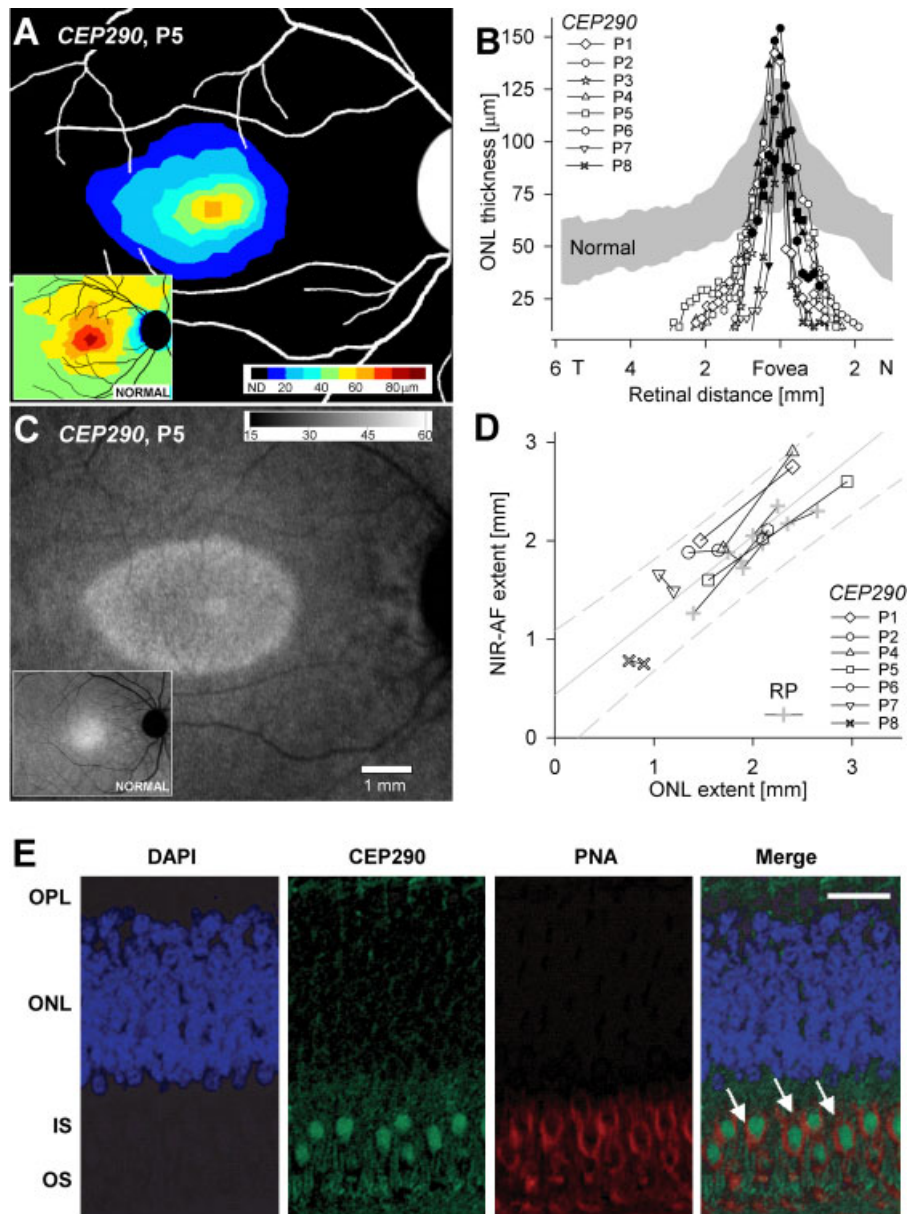 A
CEP290, P5
NORMAL
ND 20 40 60 80µm
B
CEP290
P1
P2
P3
P4
P5
P6
P7
P8
ONL thickness [µm]
150
125
100
75
50
25
Normal
6 T 4 2 Fovea 2 N
Retinal distance [mm]
C
CEP290, P5
15 30 45 60
NORMAL
1 mm
D
NIR-AF extent [mm]
3
2
1
0
0 1 2 3
ONL extent [mm]
RP
CEP290
P1
P2
P4
P5
P6
P7
P8
E
DAPI CEP290 PNA Merge
OPL
ONL
IS
OS